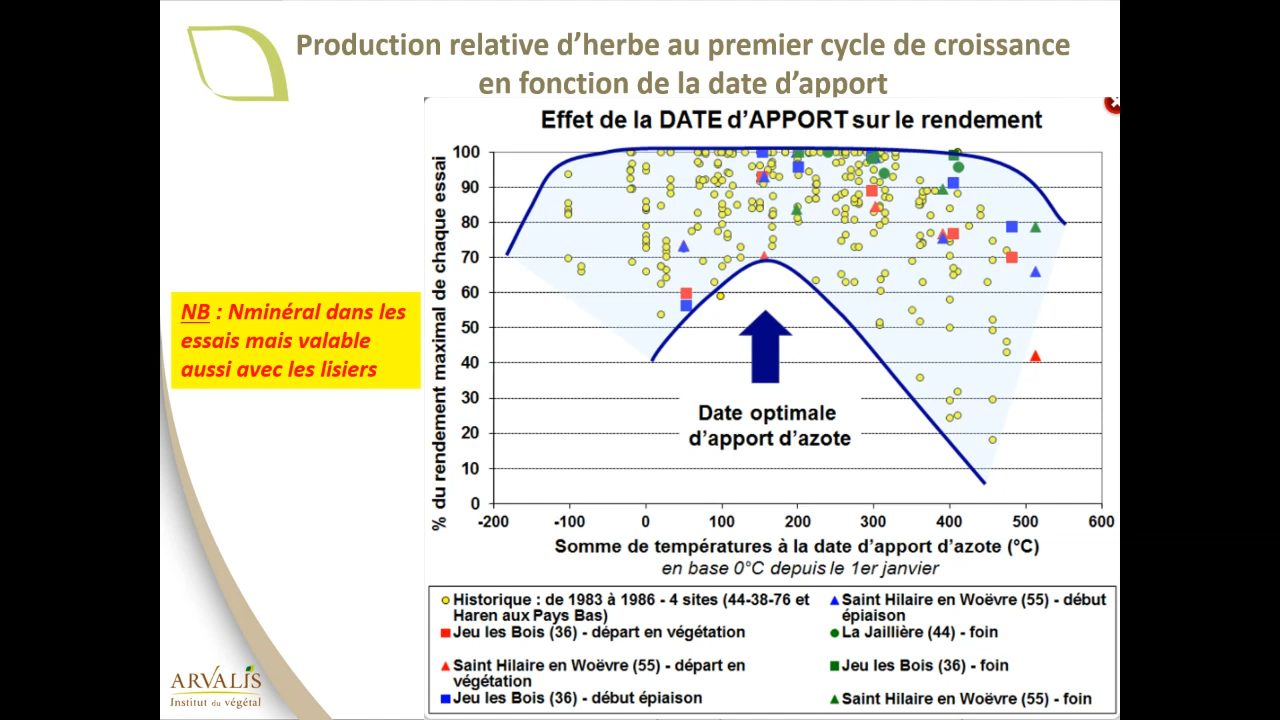 Production relative d’herbe au premier cycle de croissance
en fonction de la date d’apport
Effet de la DATE d’APPORT sur le rendement
% du rendement maximal de chaque essai
100
90
80
70
60
50
40
30
20
10
0
-200 -100 0 100 200 300 400 500 600
Date optimale
d’apport d’azote
Somme de températures à la date d’apport d’azote (°C)
en base 0°C depuis le 1er janvier
NB : Nminéral dans les
essais mais valable
aussi avec les lisiers
Historique : de 1983 à 1986 - 4 sites (44-38-76 et
Haren aux Pays Bas)
Jeu les Bois (36) - départ en végétation
Saint Hilaire en Woëvre (55) - départ en
végétation
Jeu les Bois (36) - début épiaison
Saint Hilaire en Woëvre (55) - début
épiaison
La Jaillière (44) - foin
Jeu les Bois (36) - foin
Saint Hilaire en Woëvre (55) - foin
ARVALIS
Institut du végétal